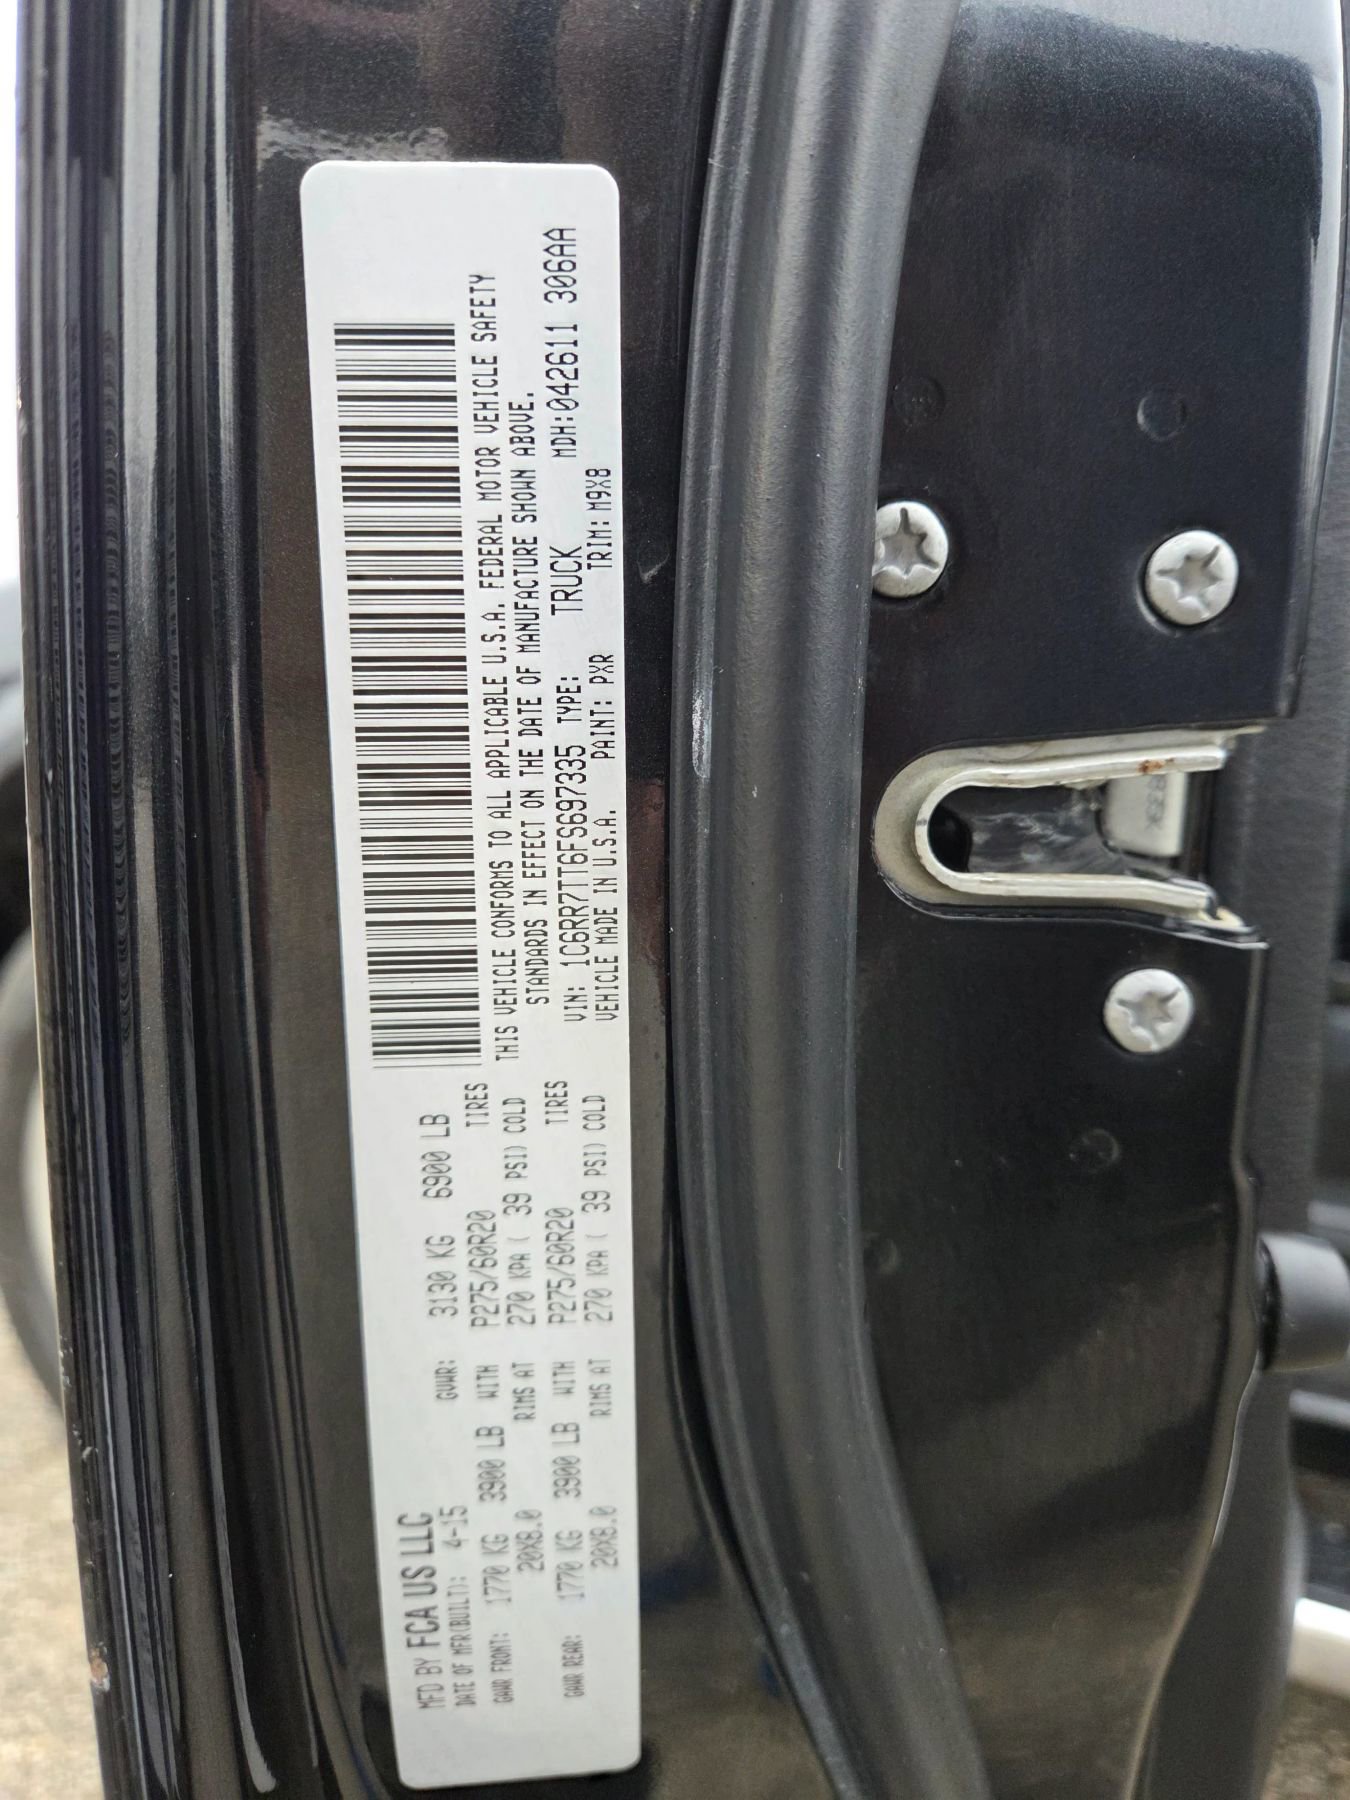 MFD BY FCA US LLC
DATE OF MFR(BUILT): 4-15 GVWR: 3130 KG 6900 LB
GAWR FRONT: 1770 KG 3900 LB WITH P275/60R20 TIRES
20X8.0 RIMS AT 270 KPA ( 39 PSI) COLD
GAWR REAR: 1770 KG 3900 LB WITH P275/60R20 TIRES
20X8.0 RIMS AT 270 KPA ( 39 PSI) COLD
THIS VEHICLE CONFORMS TO ALL APPLICABLE U.S.A. FEDERAL MOTOR VEHICLE SAFETY
STANDARDS IN EFFECT ON THE DATE OF MANUFACTURE SHOWN ABOVE.
VIN: 1C6RR7TT6FS697335 TYPE: TRUCK MDH:042611 306AA
VEHICLE MADE IN U.S.A. PAINT: PXR TRIM: M9X8